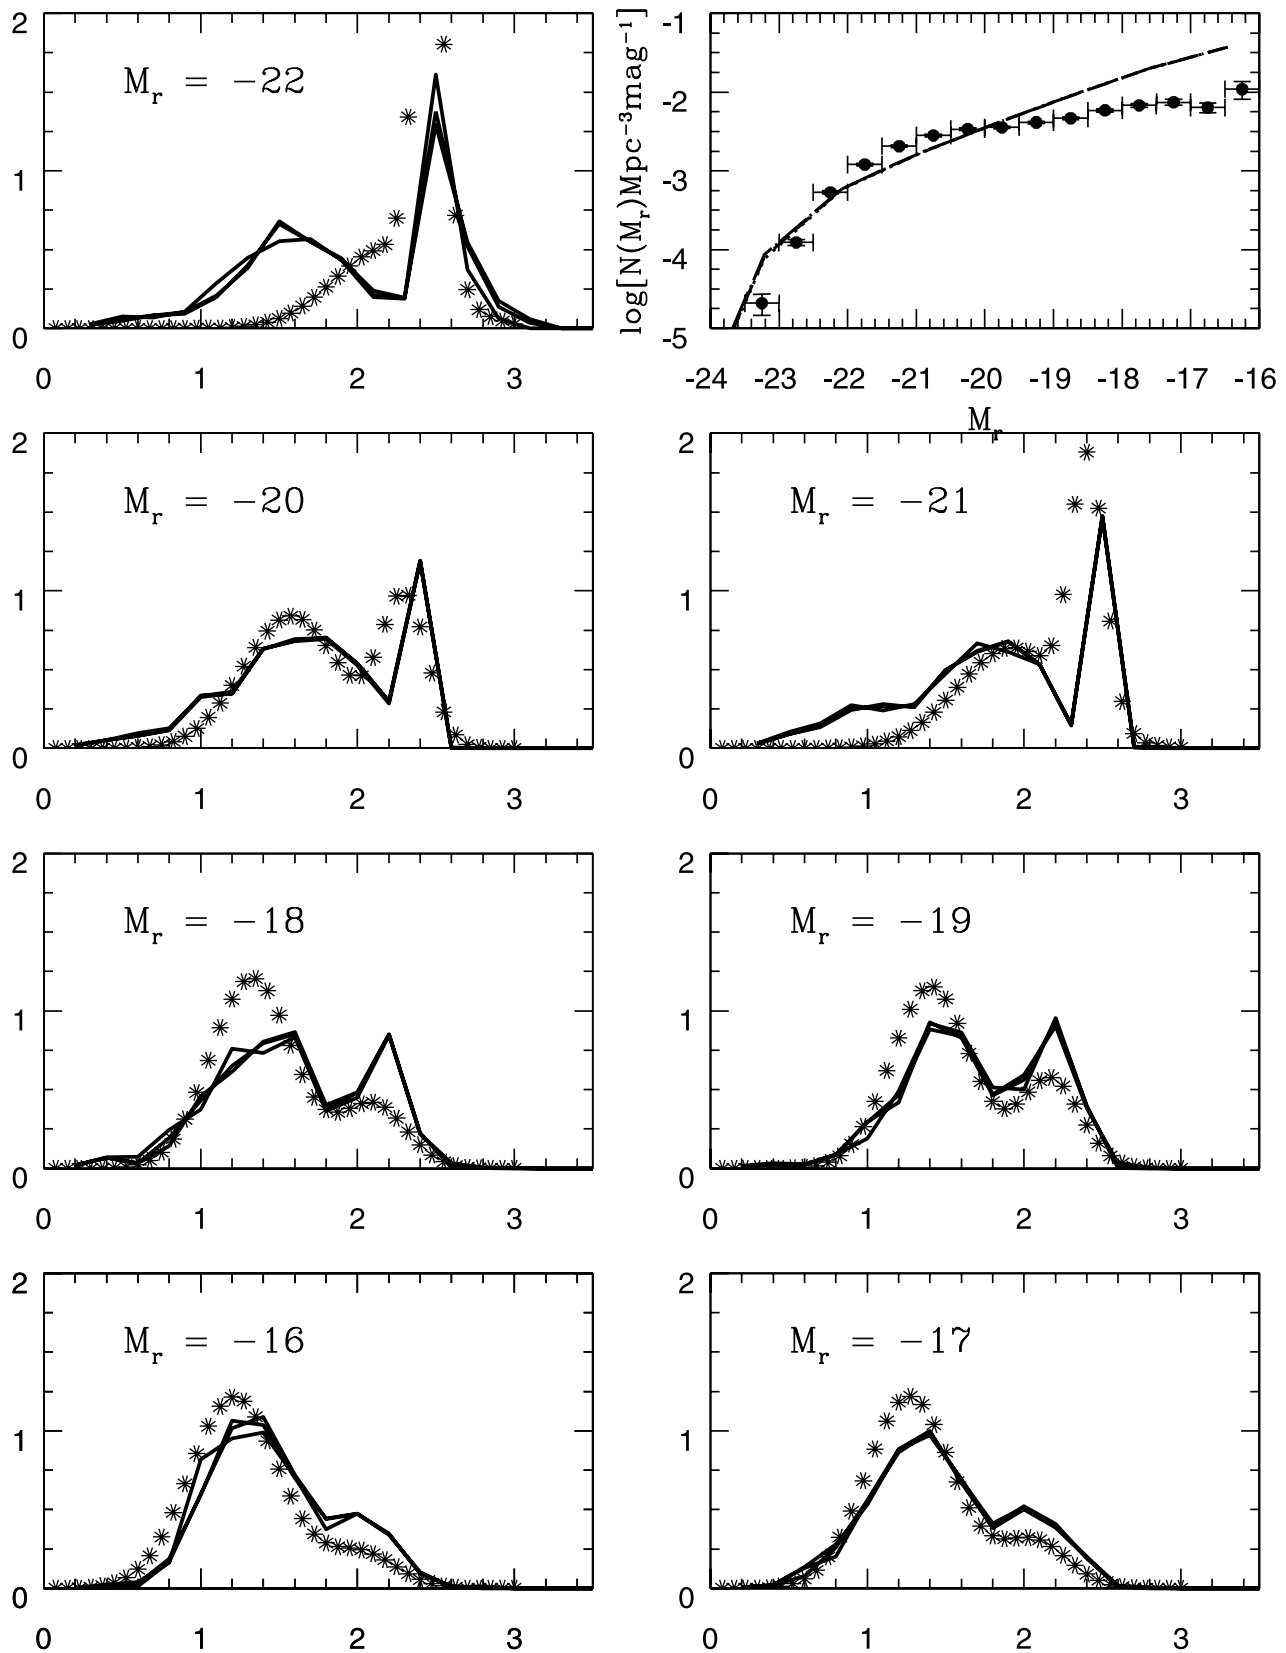 2
M_r = −22
1
0
0 1 2 3
log[N(M_r)Mpc⁻³mag⁻¹]
-1
-2
-3
-4
-5
-24 -23 -22 -21 -20 -19 -18 -17 -16
M_r
2
M_r = −20
1
0
0 1 2 3
2
M_r = −21
1
0
0 1 2 3
2
M_r = −18
1
0
0 1 2 3
2
M_r = −19
1
0
0 1 2 3
2
M_r = −16
1
0
0 1 2 3
2
M_r = −17
1
0
0 1 2 3